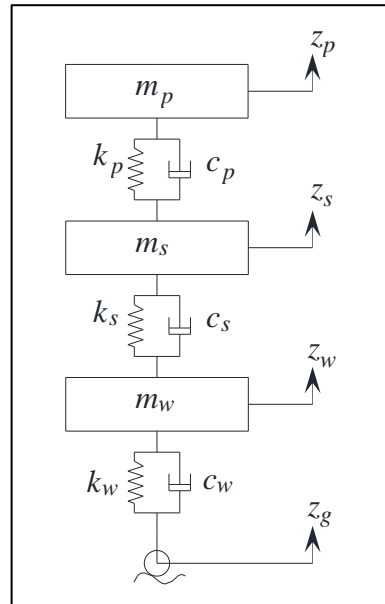 z_p
m_p
k_p c_p
z_s
m_s
k_s c_s
z_w
m_w
k_w c_w
z_g